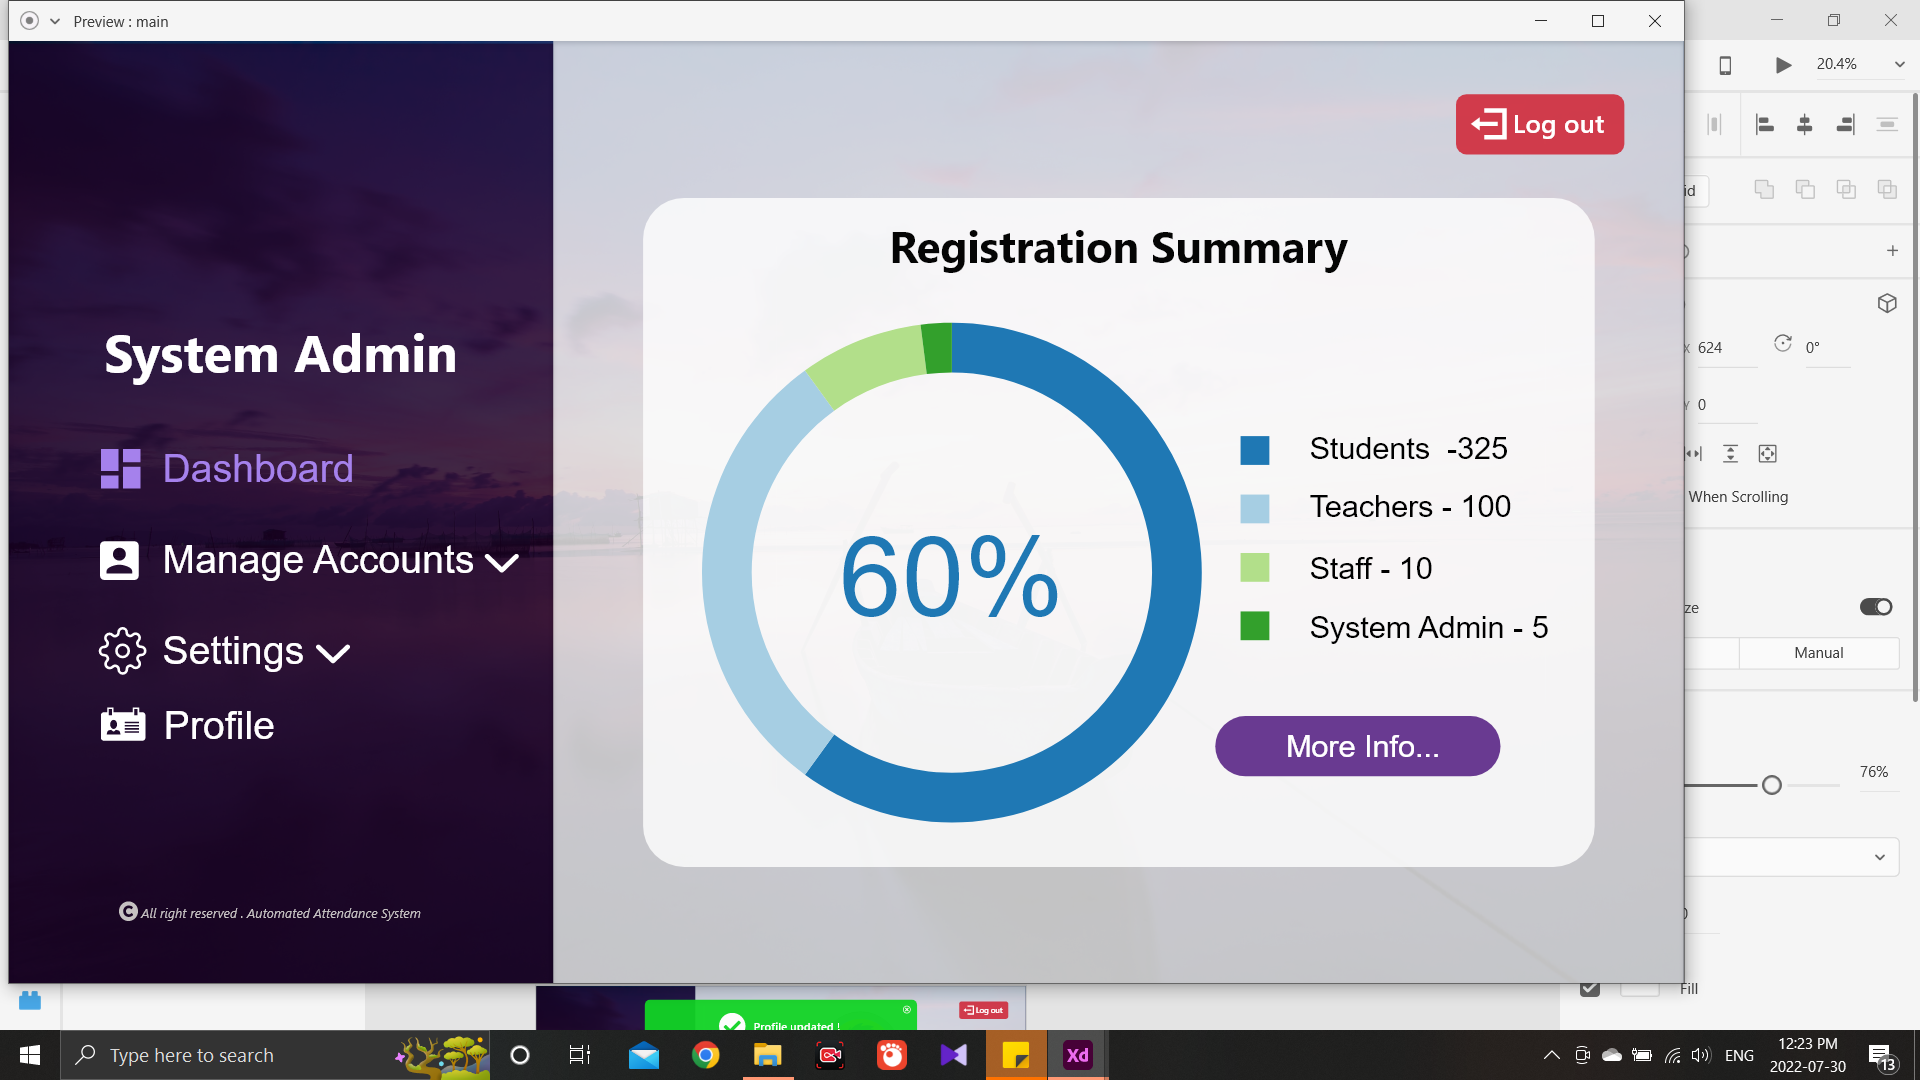 Preview : main
20.4%
Log out
id
Registration Summary
System Admin
X 624
0°
Y 0
Students -325
Dashboard
When Scrolling
Teachers - 100
60%
Manage Accounts
Staff - 10
ze
System Admin - 5
Settings
Manual
Profile
More Info...
76%
All right reserved . Automated Attendance System
Fill
Log out
Profile updated !
Type here to search
Xd
ENG
12:23 PM
2022-07-30
13